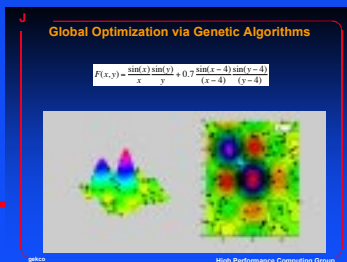 J
Global Optimization via Genetic Algorithms
F(x,y) = sin(x)/x sin(y)/y + 0.7 sin(x−4)/(x−4) sin(y−4)/(y−4)
gekco
High Performance Computing Group